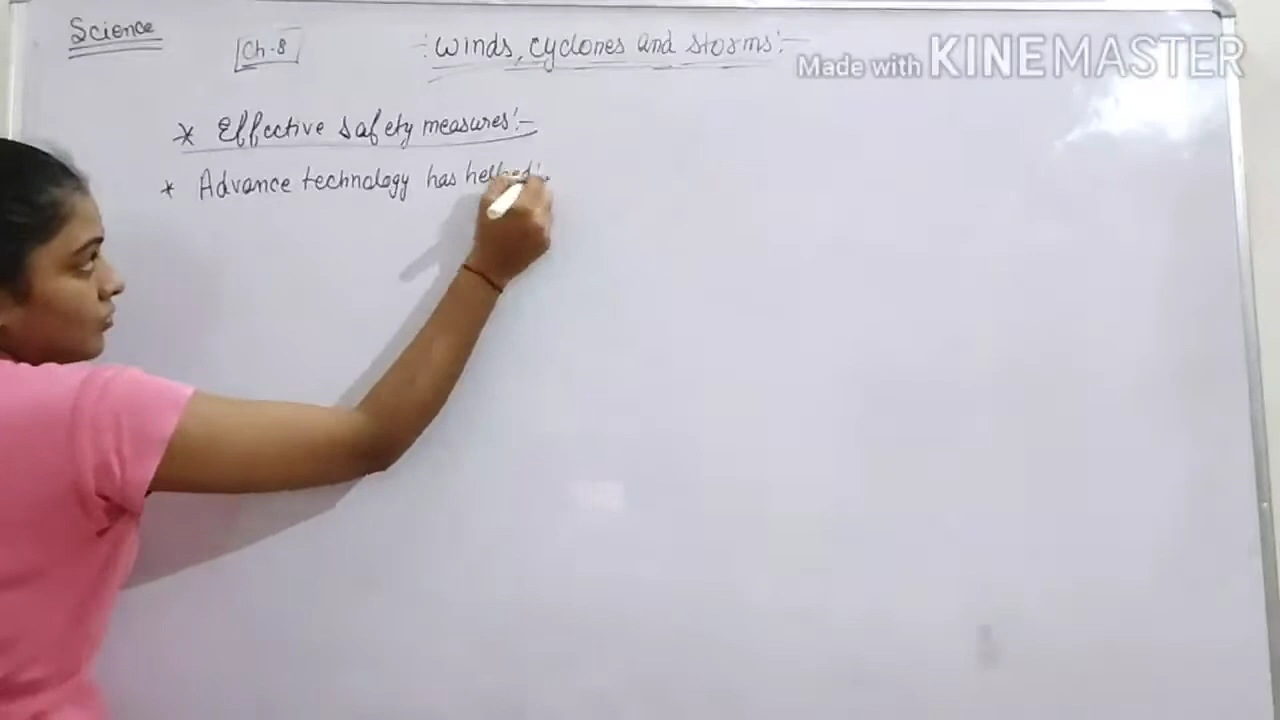 Science
Ch-8
:- Winds, cyclones and storms:-
Made with KINEMASTER
* Effective safety measures:-
* Advance technology has helped:-